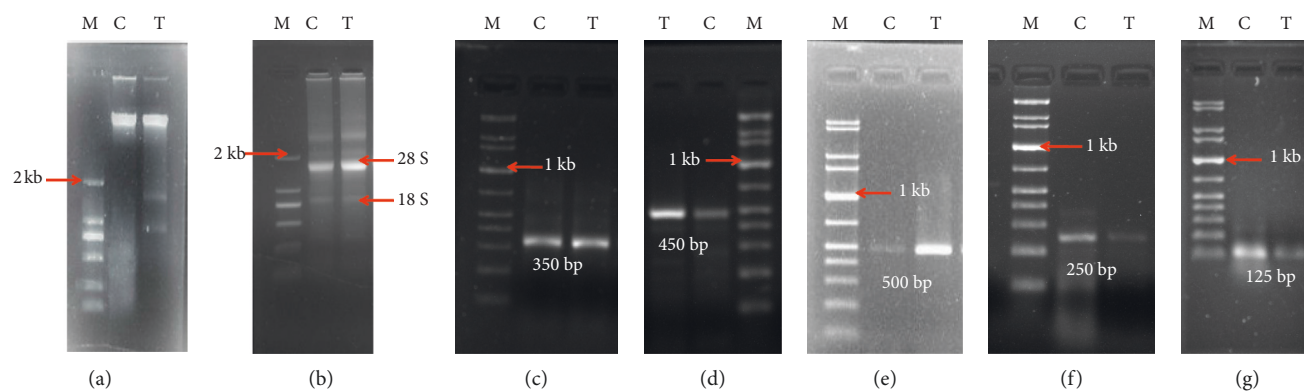 M C T
M C T
M C T
T C M
M C T
M C T
M C T
2 kb
2 kb
28 S
18 S
1 kb
350 bp
1 kb
450 bp
1 kb
500 bp
1 kb
250 bp
1 kb
125 bp
(a) (b) (c) (d) (e) (f) (g)